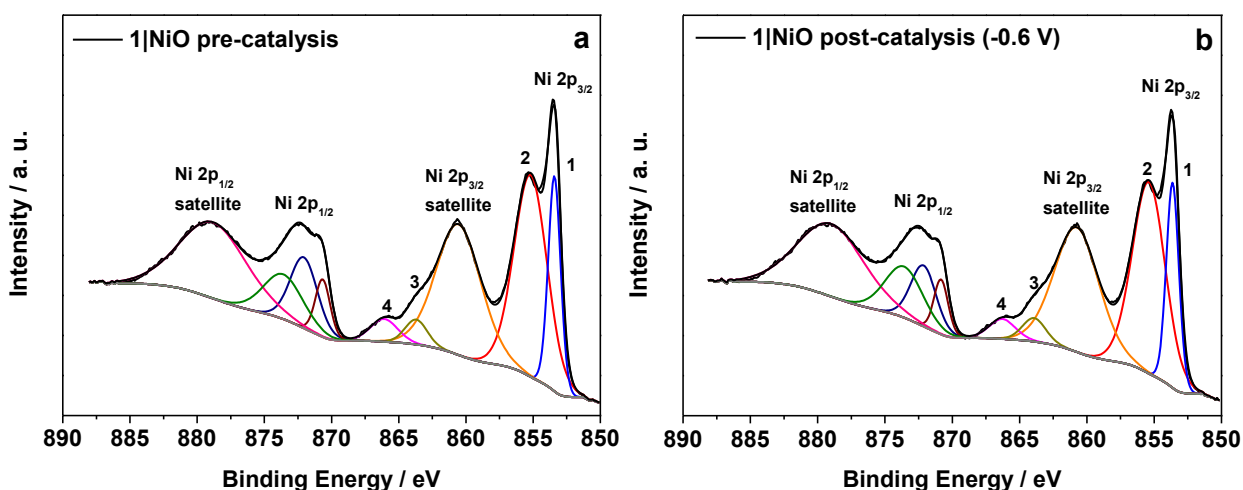 1|NiO pre-catalysis
a
Ni 2p3/2
2
1
Ni 2p1/2
satellite
Ni 2p1/2
Ni 2p3/2
satellite
3
4
Intensity / a. u.
890 885 880 875 870 865 860 855 850
Binding Energy / eV
1|NiO post-catalysis (-0.6 V)
b
Ni 2p3/2
2
1
Ni 2p1/2
satellite
Ni 2p1/2
Ni 2p3/2
satellite
3
4
Intensity / a. u.
890 885 880 875 870 865 860 855 850
Binding Energy / eV